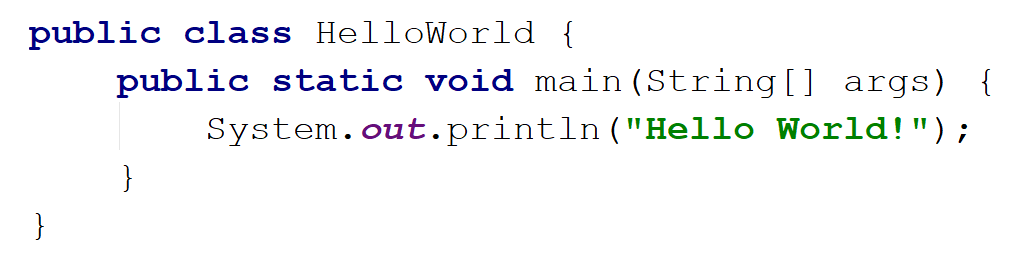 public class HelloWorld {
    public static void main(String[] args) {
        System.out.println("Hello World!");
    }
}